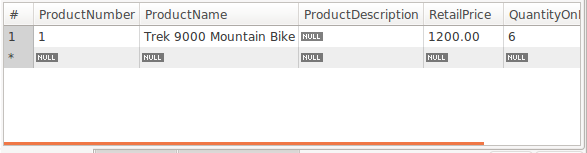 # ProductNumber ProductName ProductDescription RetailPrice QuantityOnI
1 1 Trek 9000 Mountain Bike NULL 1200.00 6
* NULL NULL NULL NULL NULL